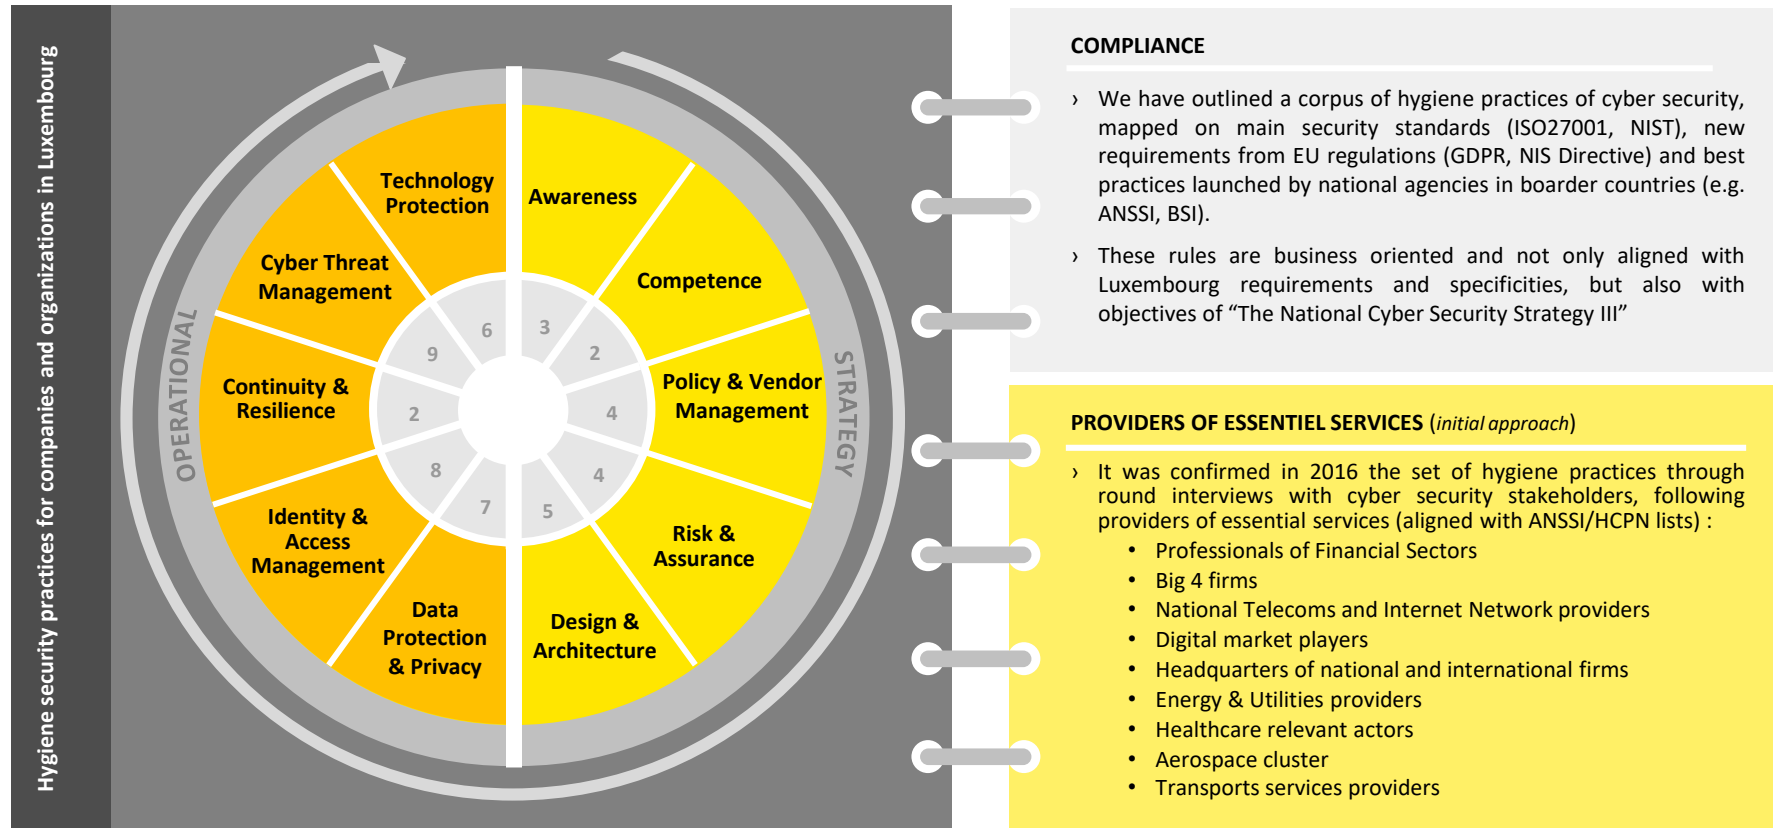 Hygiene security practices for companies and organizations in Luxembourg
OPERATIONAL
STRATEGY
Technology
Protection
Awareness
Cyber Threat
Management
Competence
Continuity &
Resilience
Policy & Vendor
Management
Identity &
Access
Management
Risk &
Assurance
Data
Protection
& Privacy
Design &
Architecture
6
3
9
2
2
4
8
4
7
5
COMPLIANCE
› We have outlined a corpus of hygiene practices of cyber security,
mapped on main security standards (ISO27001, NIST), new
requirements from EU regulations (GDPR, NIS Directive) and best
practices launched by national agencies in boarder countries (e.g.
ANSSI, BSI).
› These rules are business oriented and not only aligned with
Luxembourg requirements and specificities, but also with
objectives of “The National Cyber Security Strategy III”
PROVIDERS OF ESSENTIEL SERVICES (initial approach)
› It was confirmed in 2016 the set of hygiene practices through
round interviews with cyber security stakeholders, following
providers of essential services (aligned with ANSSI/HCPN lists) :
• Professionals of Financial Sectors
• Big 4 firms
• National Telecoms and Internet Network providers
• Digital market players
• Headquarters of national and international firms
• Energy & Utilities providers
• Healthcare relevant actors
• Aerospace cluster
• Transports services providers